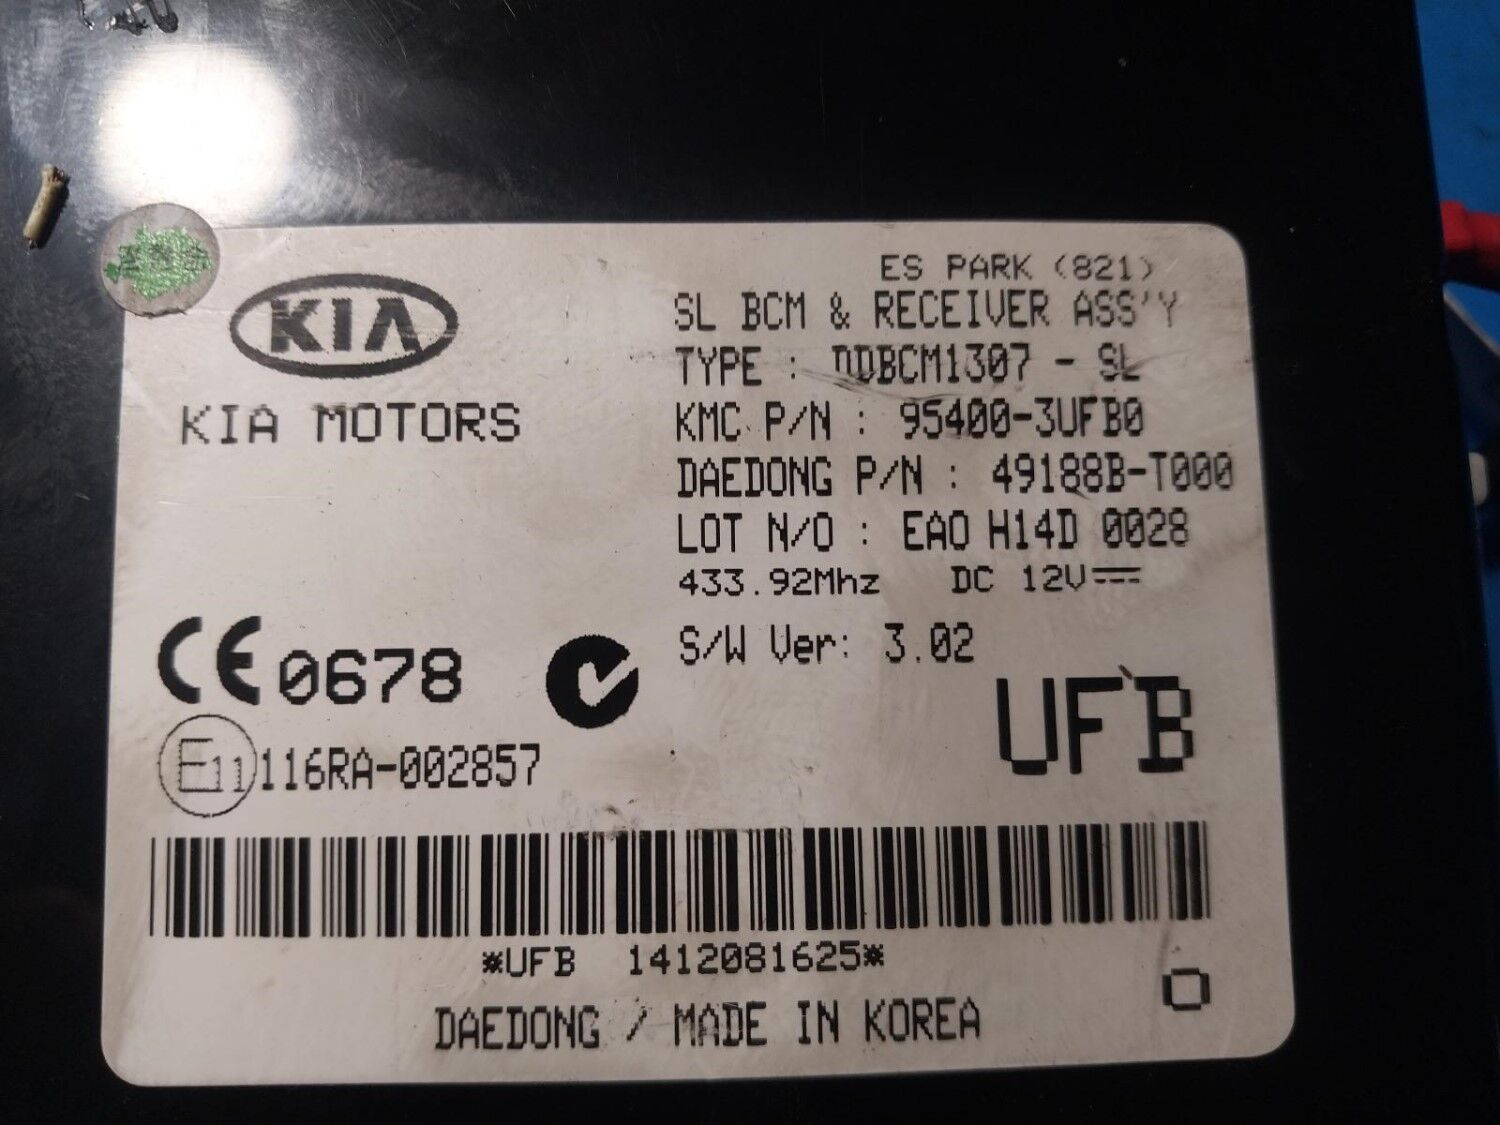 ES PARK (821)
SL BCM & RECEIVER ASS'Y
TYPE : DDBCM1307 - SL
KMC P/N : 95400-3UFB0
DAEDONG P/N : 49188B-T000
LOT N/O : EAO H14D 0028
433.92Mhz DC 12V
S/W Ver: 3.02
KIA
KIA MOTORS
CE 0678
E11 116RA-002857
UFB
*UFB 1412081625*
DAEDONG / MADE IN KOREA